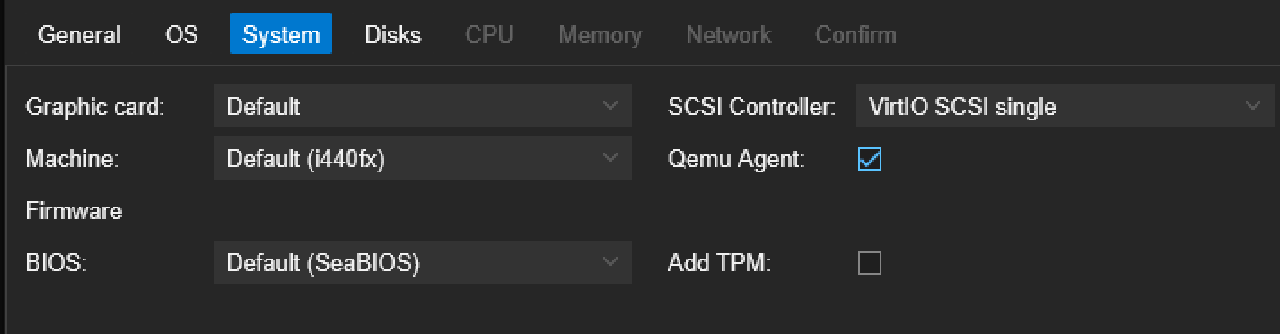 General OS System Disks CPU Memory Network Confirm
Graphic card: Default SCSI Controller: VirtIO SCSI single
Machine: Default (i440fx) Qemu Agent:
Firmware
BIOS: Default (SeaBIOS) Add TPM: